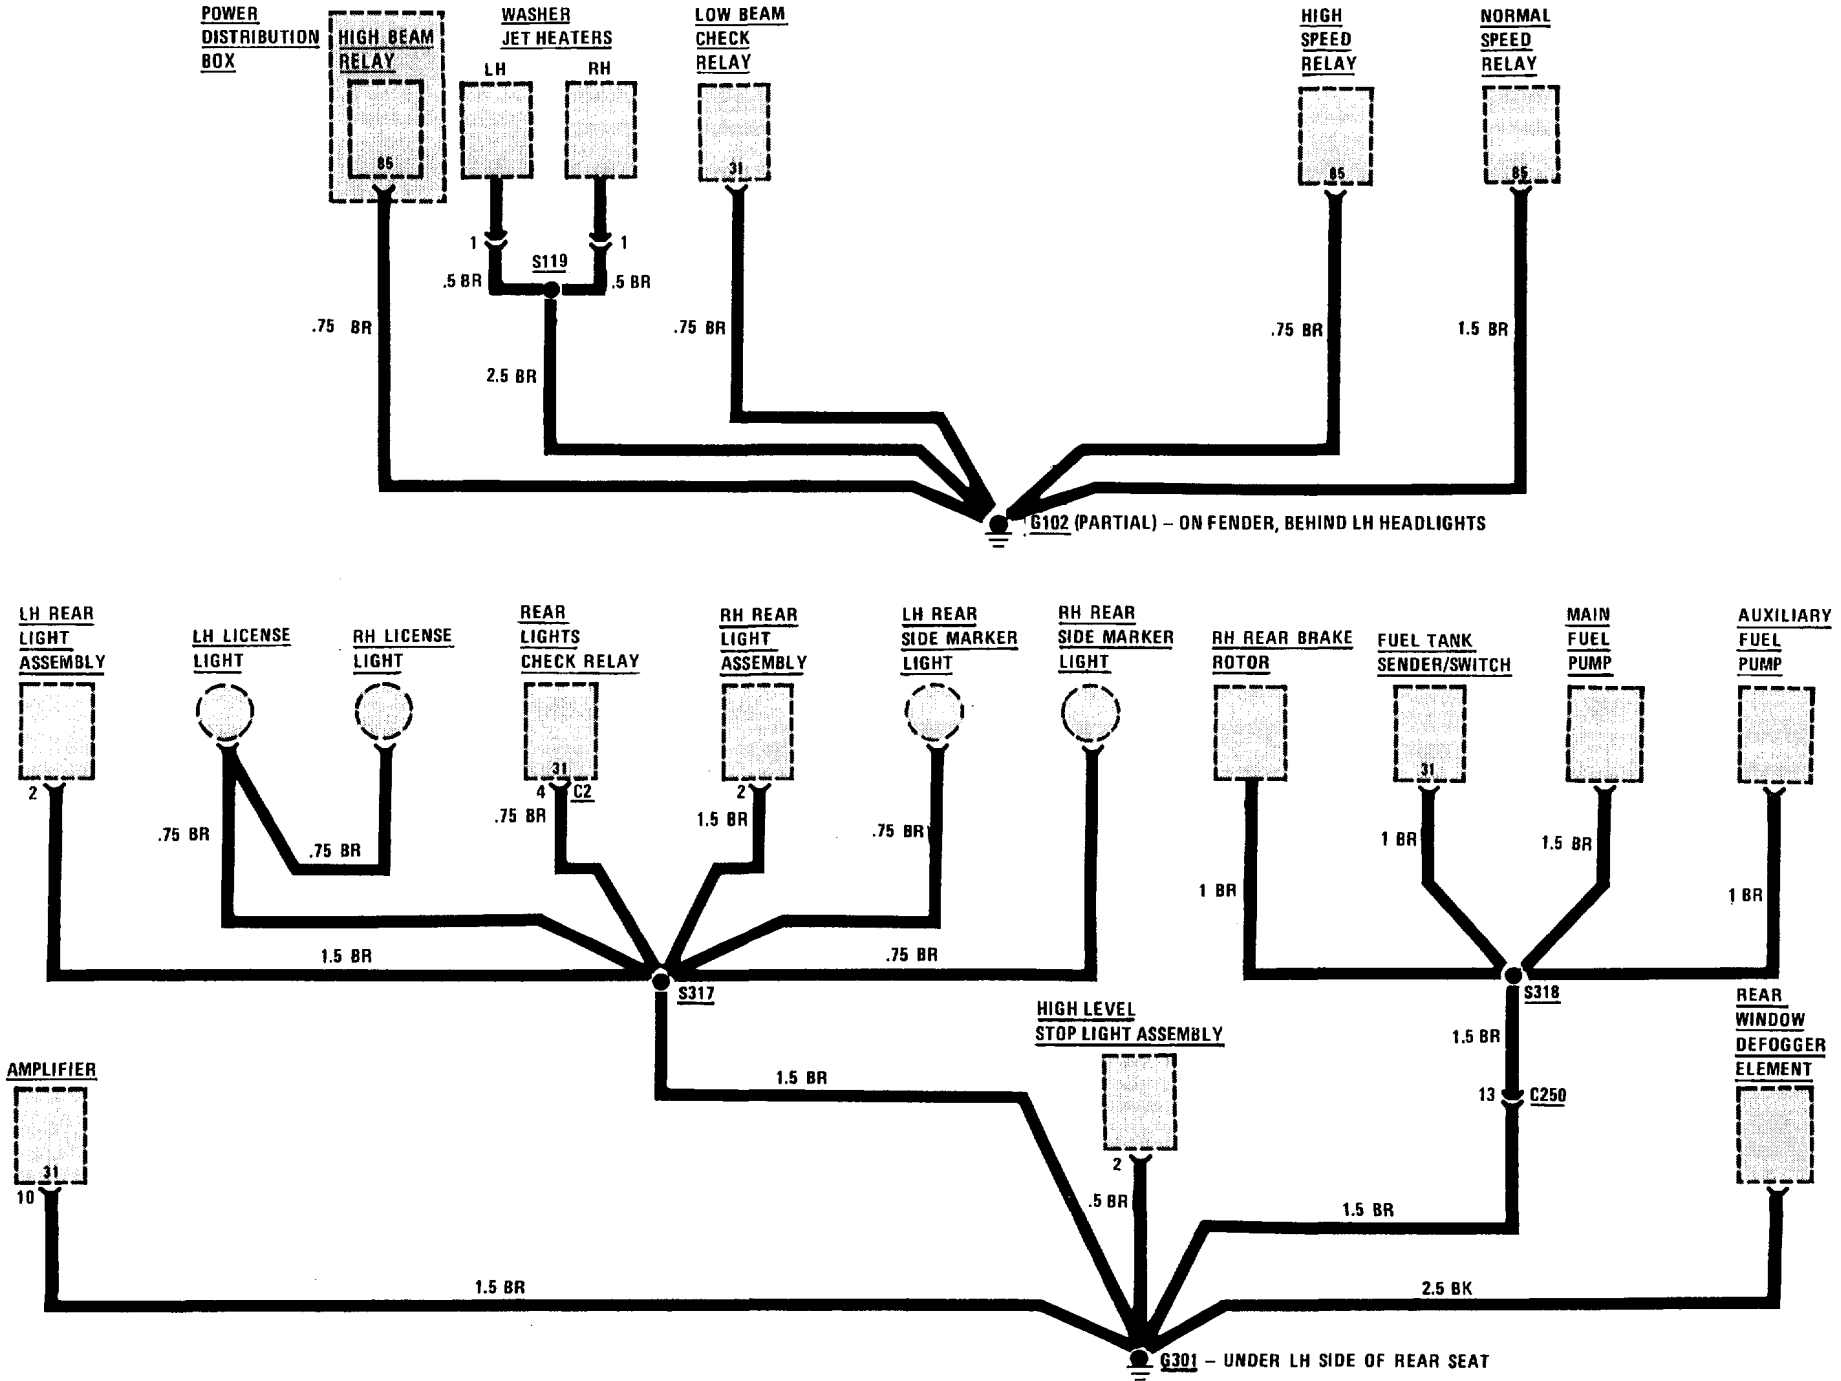 POWER
DISTRIBUTION
BOX
HIGH BEAM
RELAY
85
WASHER
JET HEATERS
LH
RH
LOW BEAM
CHECK
RELAY
31
HIGH
SPEED
RELAY
85
NORMAL
SPEED
RELAY
85
1
1
S119
.5 BR
.5 BR
.75 BR
2.5 BR
.75 BR
.75 BR
1.5 BR
G102 (PARTIAL) – ON FENDER, BEHIND LH HEADLIGHTS
LH REAR
LIGHT
ASSEMBLY
2
LH LICENSE
LIGHT
RH LICENSE
LIGHT
REAR
LIGHTS
CHECK RELAY
31
4
C2
RH REAR
LIGHT
ASSEMBLY
2
LH REAR
SIDE MARKER
LIGHT
RH REAR
SIDE MARKER
LIGHT
RH REAR BRAKE
ROTOR
FUEL TANK
SENDER/SWITCH
31
MAIN
FUEL
PUMP
AUXILIARY
FUEL
PUMP
.75 BR
.75 BR
.75 BR
1.5 BR
.75 BR
1 BR
1 BR
1.5 BR
1 BR
1.5 BR
.75 BR
S317
S318
1.5 BR
13
C250
HIGH LEVEL
STOP LIGHT ASSEMBLY
2
.5 BR
REAR
WINDOW
DEFOGGER
ELEMENT
AMPLIFIER
31
10
1.5 BR
1.5 BR
1.5 BR
2.5 BK
G301 – UNDER LH SIDE OF REAR SEAT